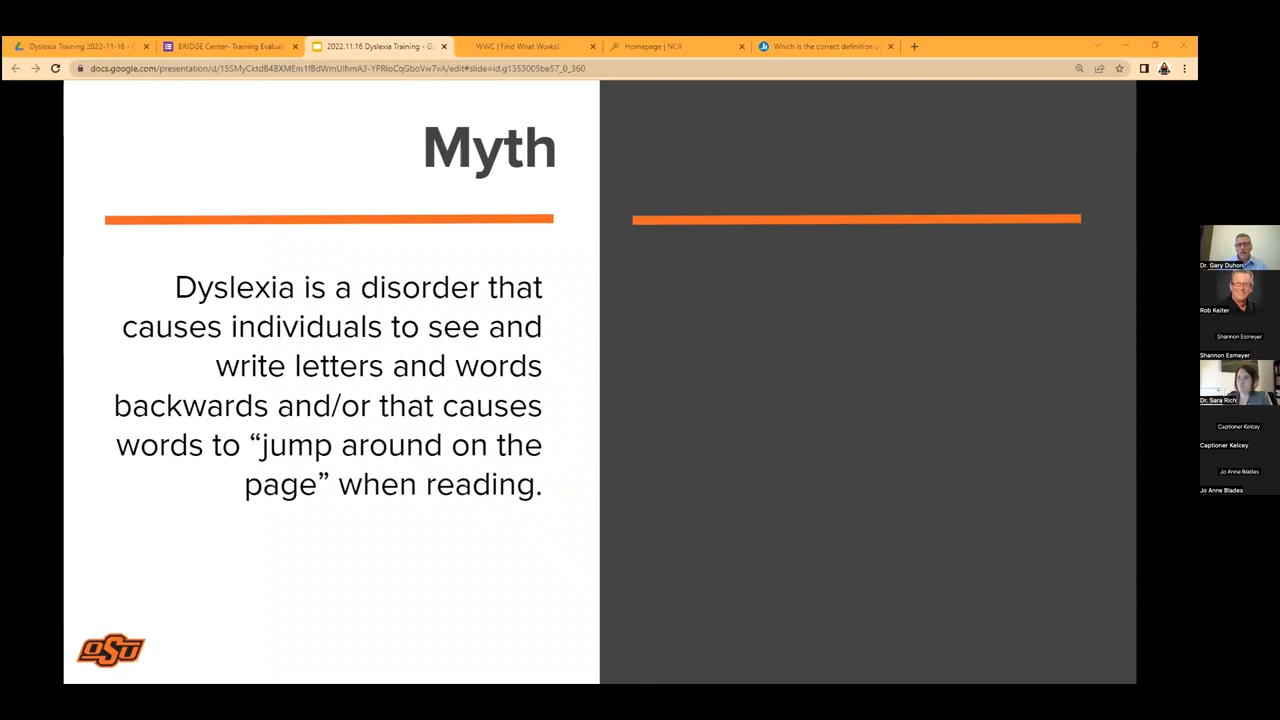 Dyslexia Training 2022-11-16 - G
BRIDGE Center- Training Evaluat
2022.11.16 Dyslexia Training - Go
WWC | Find What Works!
Homepage | NCII
Which is the correct definition o
docs.google.com/presentation/d/
edit#slide=id.g1353005be57_0_360
Myth
Dyslexia is a disorder that
causes individuals to see and
write letters and words
backwards and/or that causes
words to “jump around on the
page” when reading.
OSU
Dr. Gary Duhon
Rob Keiter
Shannon Esmeyer
Shannon Esmeyer
Dr. Sara Rich
Captioner Kelcey
Captioner Kelcey
Jo Anne Blades
Jo Anne Blades